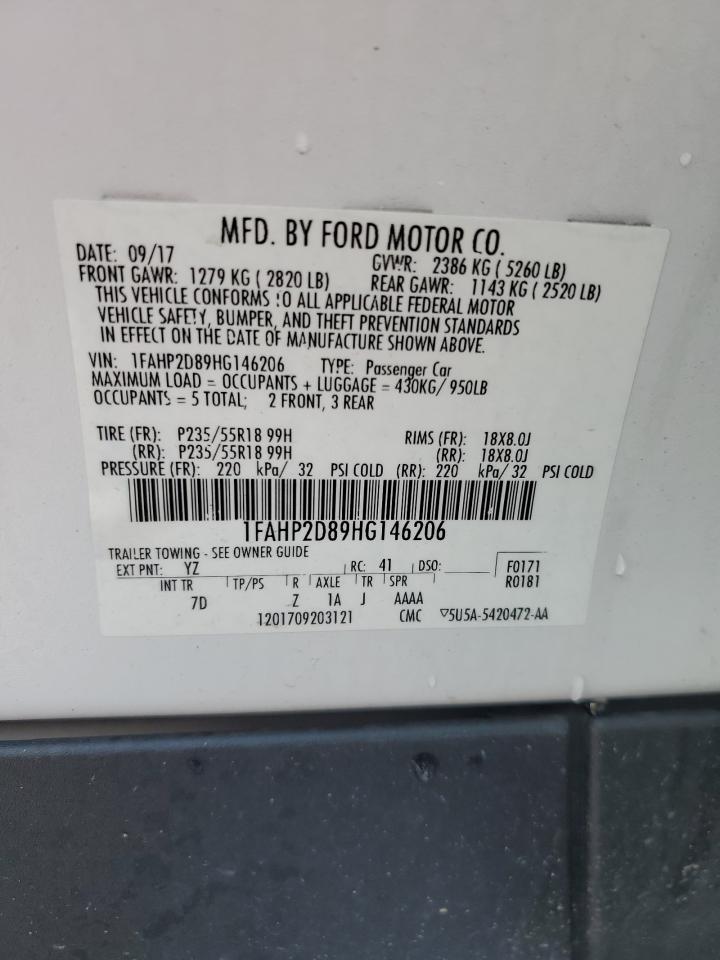 MFD. BY FORD MOTOR CO.
DATE: 09/17 GVWR: 2386 KG ( 5260 LB)
FRONT GAWR: 1279 KG ( 2820 LB) REAR GAWR: 1143 KG ( 2520 LB)
THIS VEHICLE CONFORMS TO ALL APPLICABLE FEDERAL MOTOR
VEHICLE SAFETY, BUMPER, AND THEFT PREVENTION STANDARDS
IN EFFECT ON THE DATE OF MANUFACTURE SHOWN ABOVE.
VIN: 1FAHP2D89HG146206 TYPE: Passenger Car
MAXIMUM LOAD = OCCUPANTS + LUGGAGE = 430KG/ 950LB
OCCUPANTS = 5 TOTAL; 2 FRONT, 3 REAR
TIRE (FR): P235/55R18 99H RIMS (FR): 18X8.0J
(RR): P235/55R18 99H (RR): 18X8.0J
PRESSURE (FR): 220 kPa/ 32 PSI COLD (RR): 220 kPa/ 32 PSI COLD
1FAHP2D89HG146206
TRAILER TOWING - SEE OWNER GUIDE
EXT PNT: YZ RC: 41 DSO: F0171
R0181
INT TR TP/PS R AXLE TR SPR
7D Z 1A J AAAA
1201709203121 CMC ▽5U5A-5420472-AA